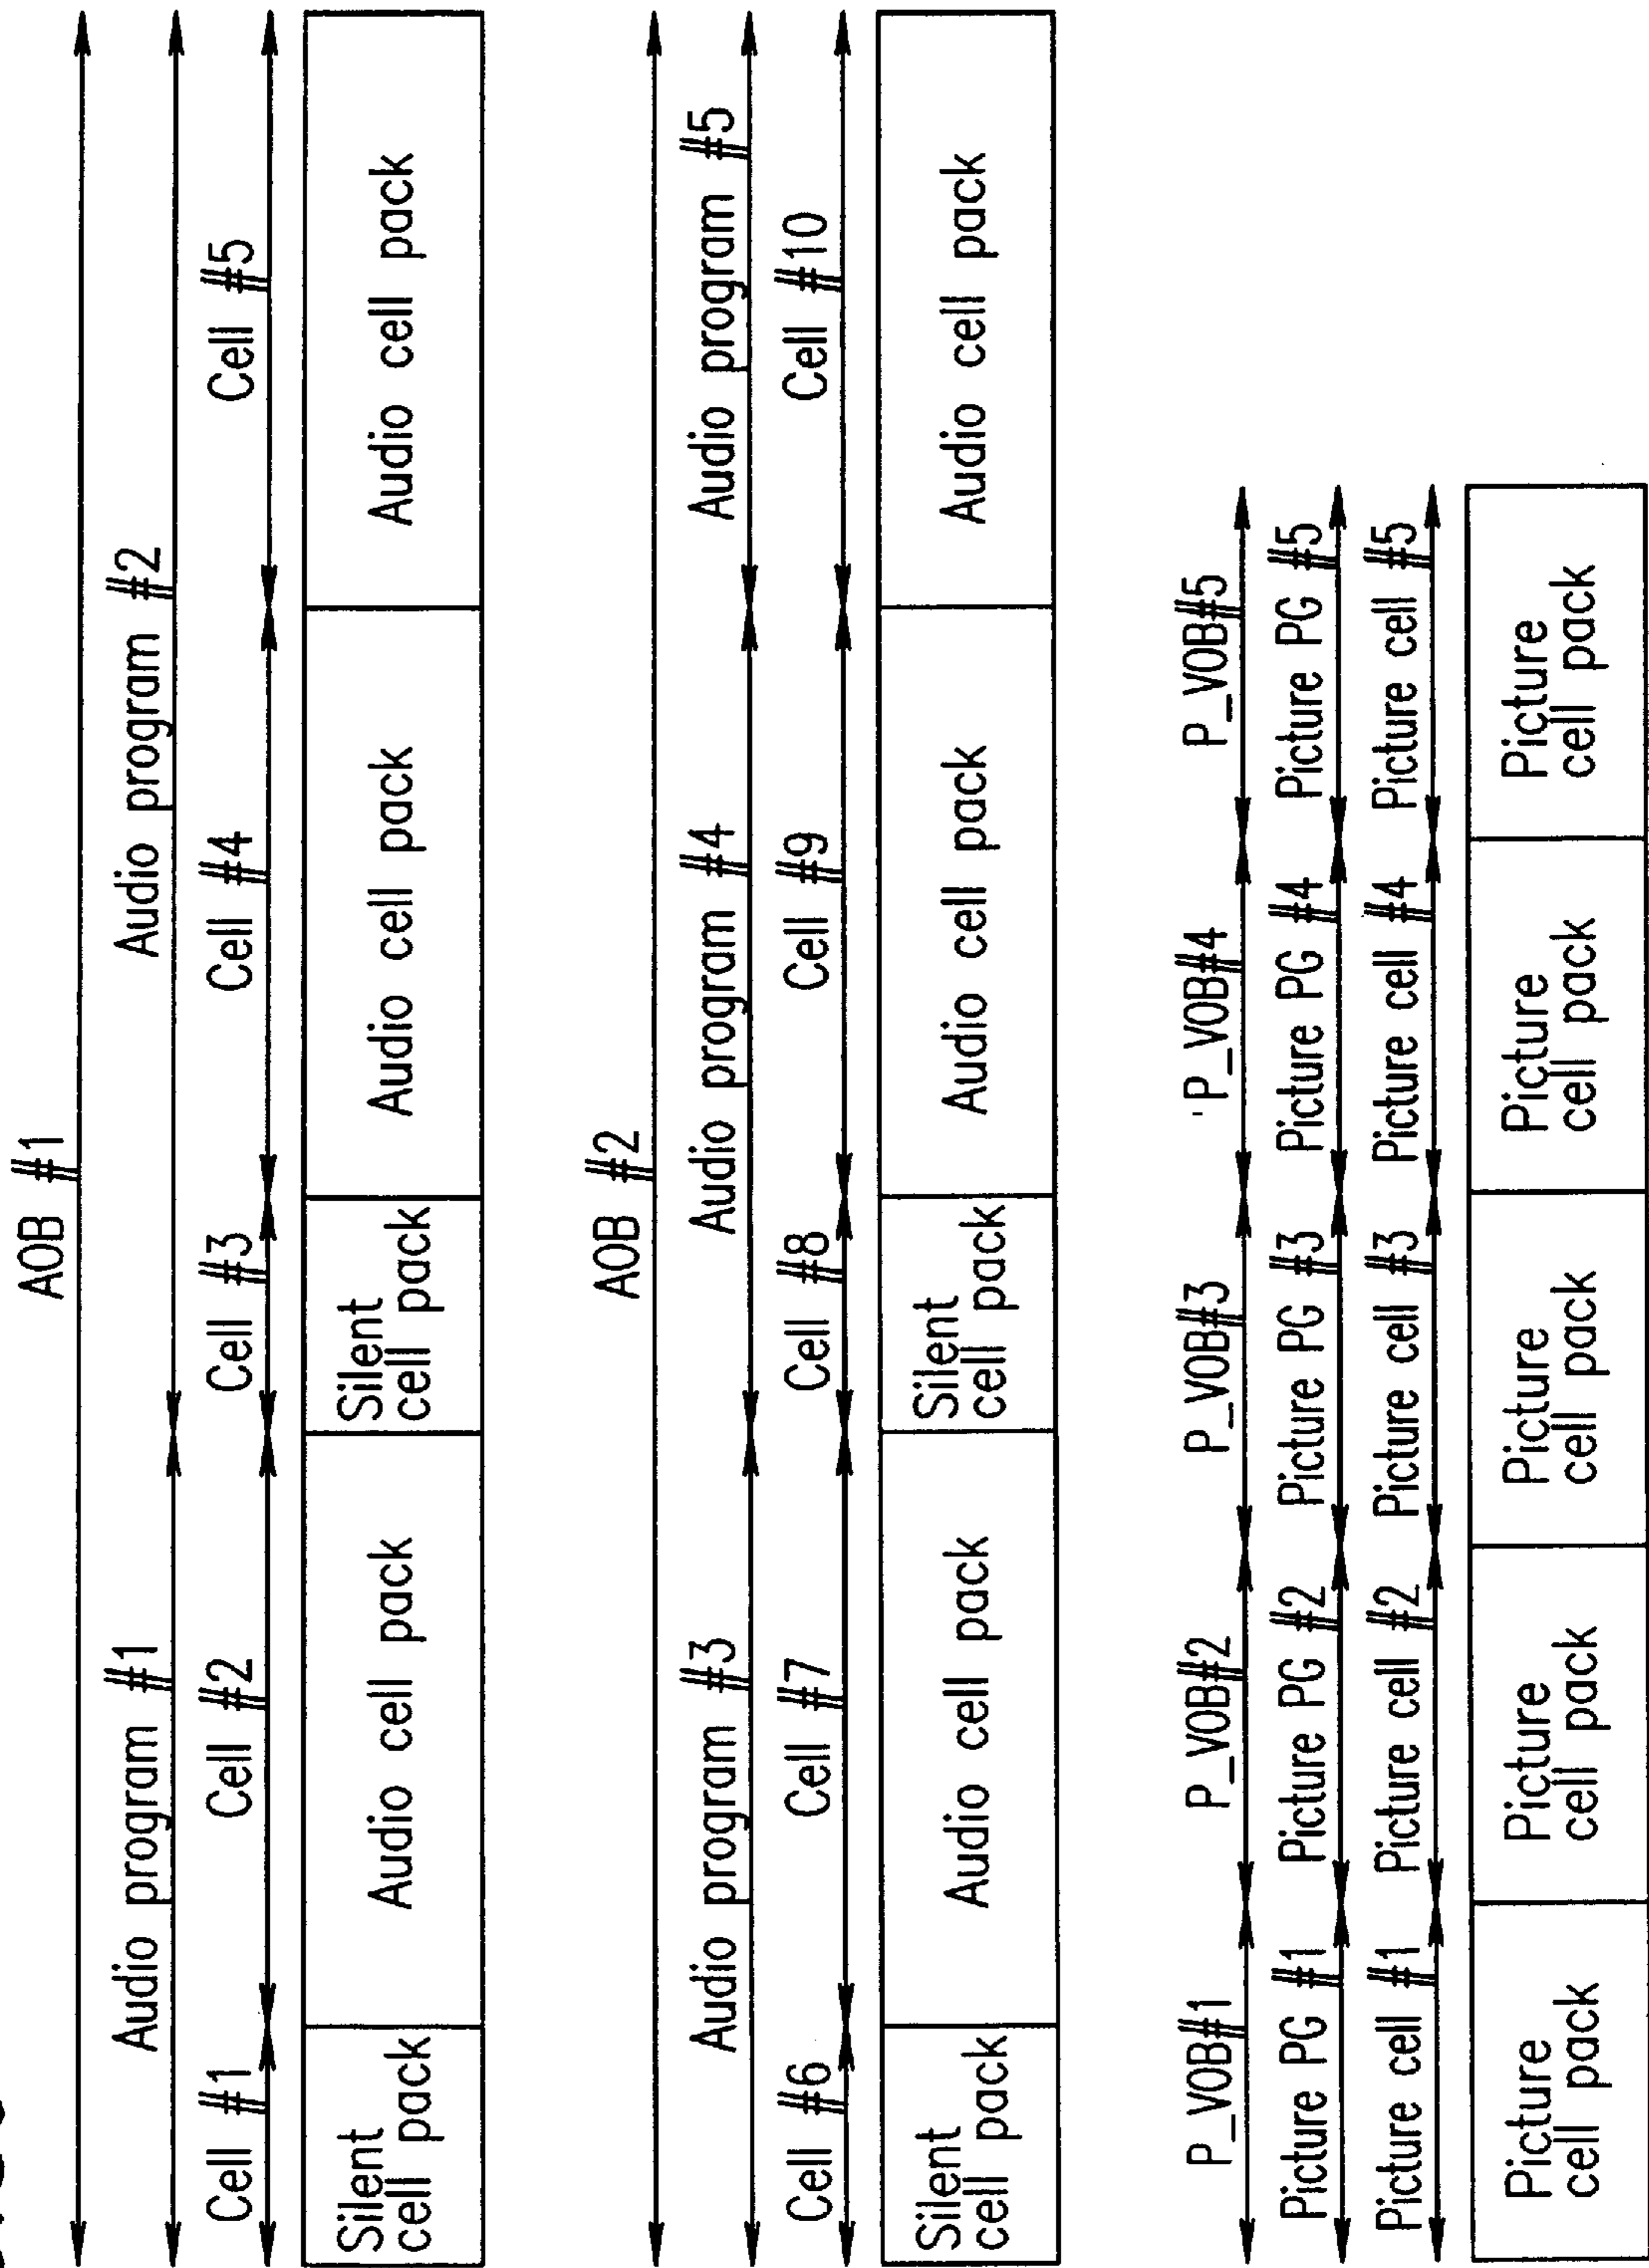 AOB #1
Audio program #1 Audio program #2
Cell #1 Cell #2 Cell #3 Cell #4 Cell #5
Silent
cell pack
Audio cell pack
Silent
cell pack
Audio cell pack
Audio cell pack
AOB #2
Audio program #3 Audio program #4 Audio program #5
Cell #6 Cell #7 Cell #8 Cell #9 Cell #10
Silent
cell pack
Audio cell pack
Silent
cell pack
Audio cell pack
Audio cell pack
P_VOB#1 P_VOB#2 P_VOB#3 P_VOB#4 P_VOB#5
Picture PG #1 Picture PG #2 Picture PG #3 Picture PG #4 Picture PG #5
Picture cell #1 Picture cell #2 Picture cell #3 Picture cell #4 Picture cell #5
Picture
cell pack
Picture
cell pack
Picture
cell pack
Picture
cell pack
Picture
cell pack